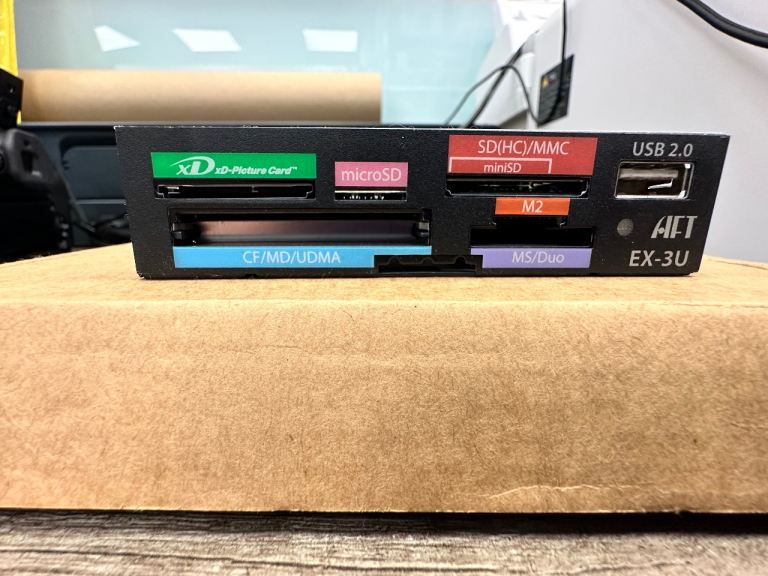 xD xD-Picture Card™
microSD
SD(HC)/MMC
miniSD
USB 2.0
M2
CF/MD/UDMA
MS/Duo
AFT
EX-3U